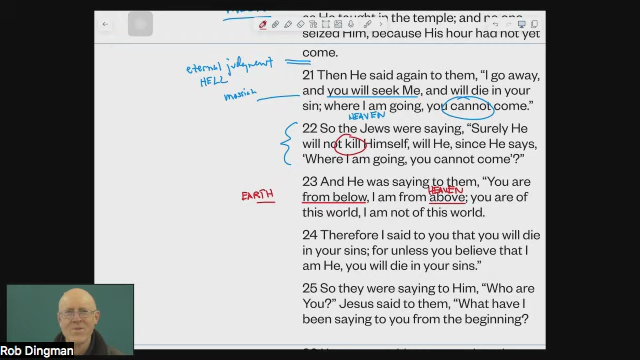 as He taught in the temple; and no one
seized Him, because His hour had not yet
come.
eternal judgment
HELL
21 Then He said again to them, “I go away,
messiah
and you will seek Me, and will die in your
sin; where I am going, you cannot come.”
HEAVEN
22 So the Jews were saying, “Surely He
will not kill Himself, will He, since He says,
‘Where I am going, you cannot come’?”
23 And He was saying to them, “You are
HEAVEN
EARTH
from below, I am from above; you are of
this world, I am not of this world.
24 Therefore I said to you that you will die
in your sins; for unless you believe that I
am He, you will die in your sins.”
25 So they were saying to Him, “Who are
You?” Jesus said to them, “What have I
been saying to you from the beginning?
Rob Dingman